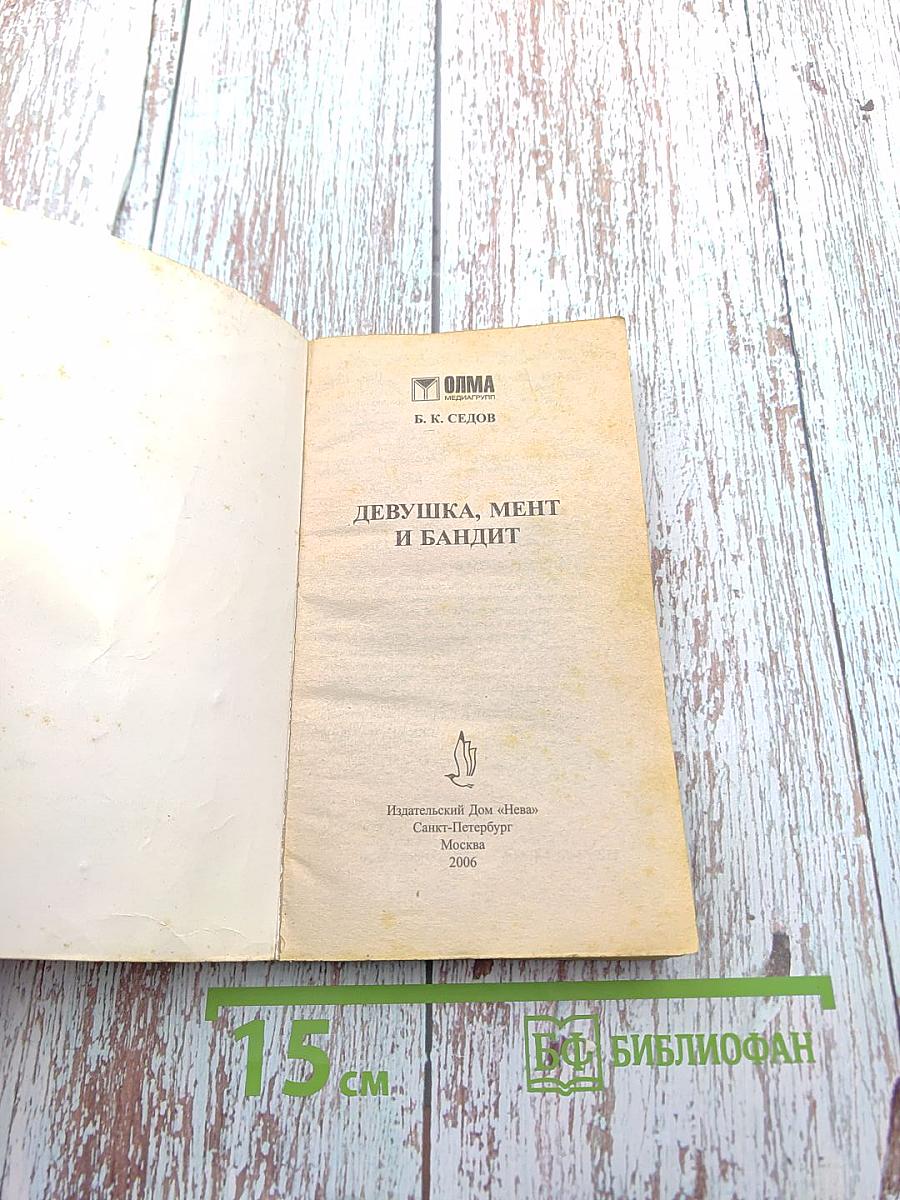 ОЛМА
МЕДИАГРУПП
Б. К. СЕДОВ
ДЕВУШКА, МЕНТ
И БАНДИТ
Издательский Дом «Нева»
Санкт-Петербург
Москва
2006
15 см
БФ БИБЛИОФАН